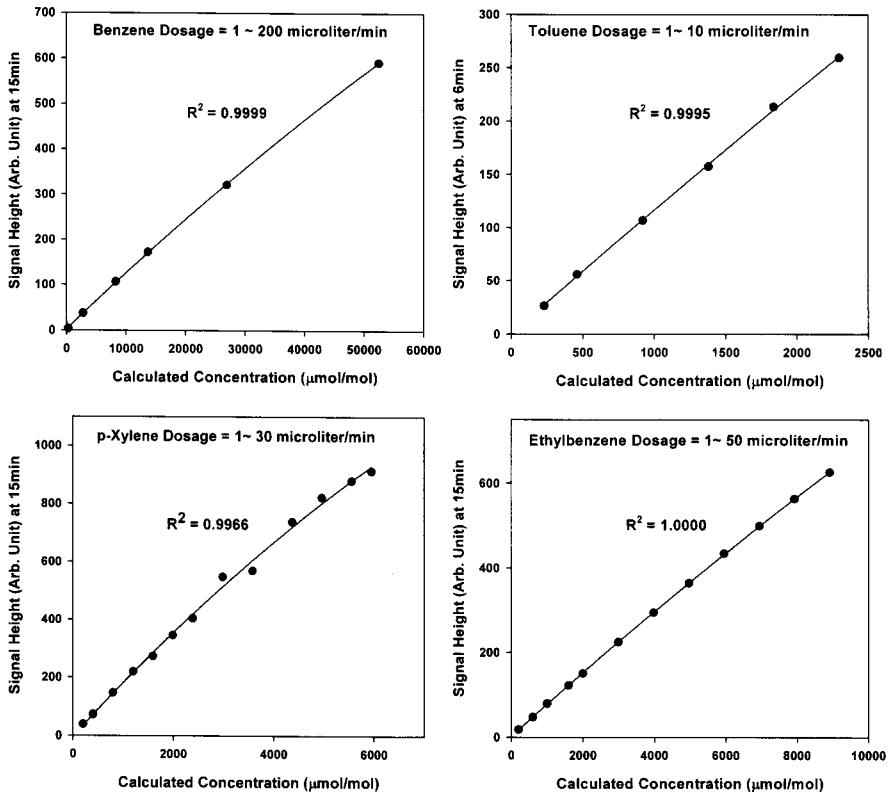 Benzene Dosage = 1 ~ 200 microliter/min
R² = 0.9999
Signal Height (Arb. Unit) at 15min
700
600
500
400
300
200
100
0
0 10000 20000 30000 40000 50000 60000
Calculated Concentration (μmol/mol)
Toluene Dosage = 1~ 10 microliter/min
R² = 0.9995
Signal Height (Arb. Unit) at 6min
300
250
200
150
100
50
0
0 500 1000 1500 2000 2500
Calculated Concentration (μmol/mol)
p-Xylene Dosage = 1~ 30 microliter/min
R² = 0.9966
Signal Height (Arb. Unit) at 15min
1000
800
600
400
200
0
0 2000 4000 6000
Calculated Concentration (μmol/mol)
Ethylbenzene Dosage = 1~ 50 microliter/min
R² = 1.0000
Signal Height (Arb. Unit) at 15min
600
400
200
0
0 2000 4000 6000 8000 10000
Calculated Concentration (μmol/mol)